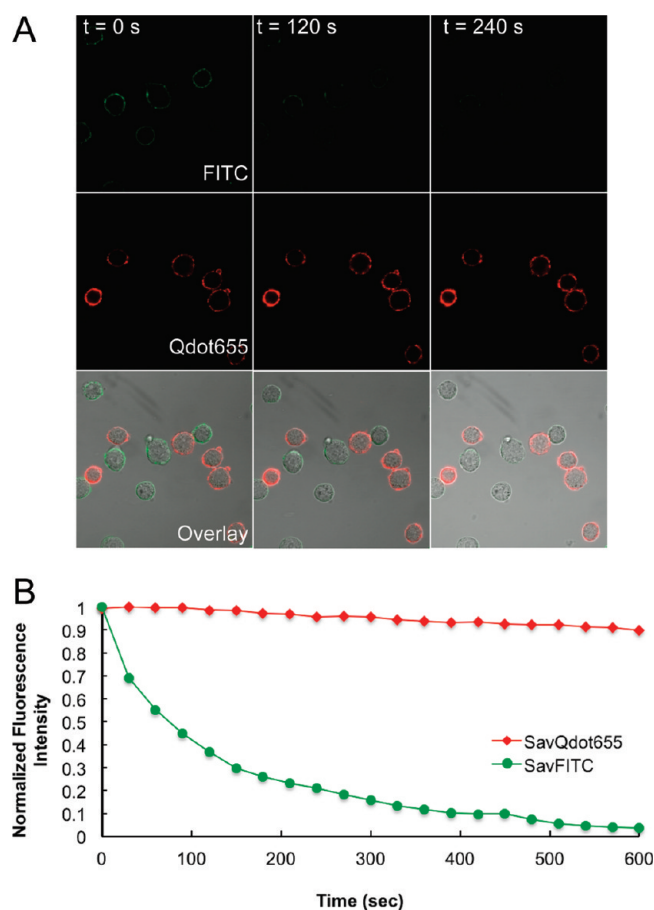 A
t = 0 s
t = 120 s
t = 240 s
FITC
Qdot655
Overlay
B
Normalized Fluorescence
Intensity
1
0.9
0.8
0.7
0.6
0.5
0.4
0.3
0.2
0.1
0
SavQdot655
SavFITC
0
100
200
300
400
500
600
Time (sec)